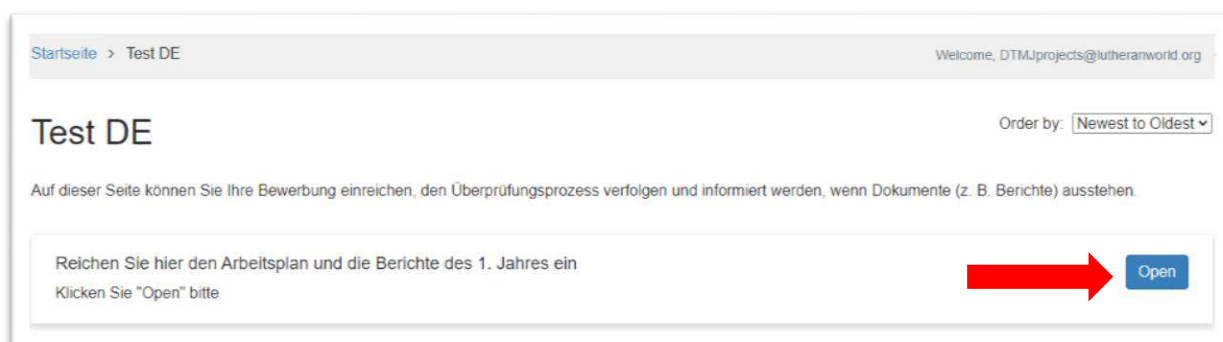 Startseite > Test DE
Welcome, DTMJprojects@lutheranworld.org
Test DE
Order by: Newest to Oldest
Auf dieser Seite können Sie Ihre Bewerbung einreichen, den Überprüfungsprozess verfolgen und informiert werden, wenn Dokumente (z. B. Berichte) ausstehen.
Reichen Sie hier den Arbeitsplan und die Berichte des 1. Jahres ein
Open
Klicken Sie "Open" bitte